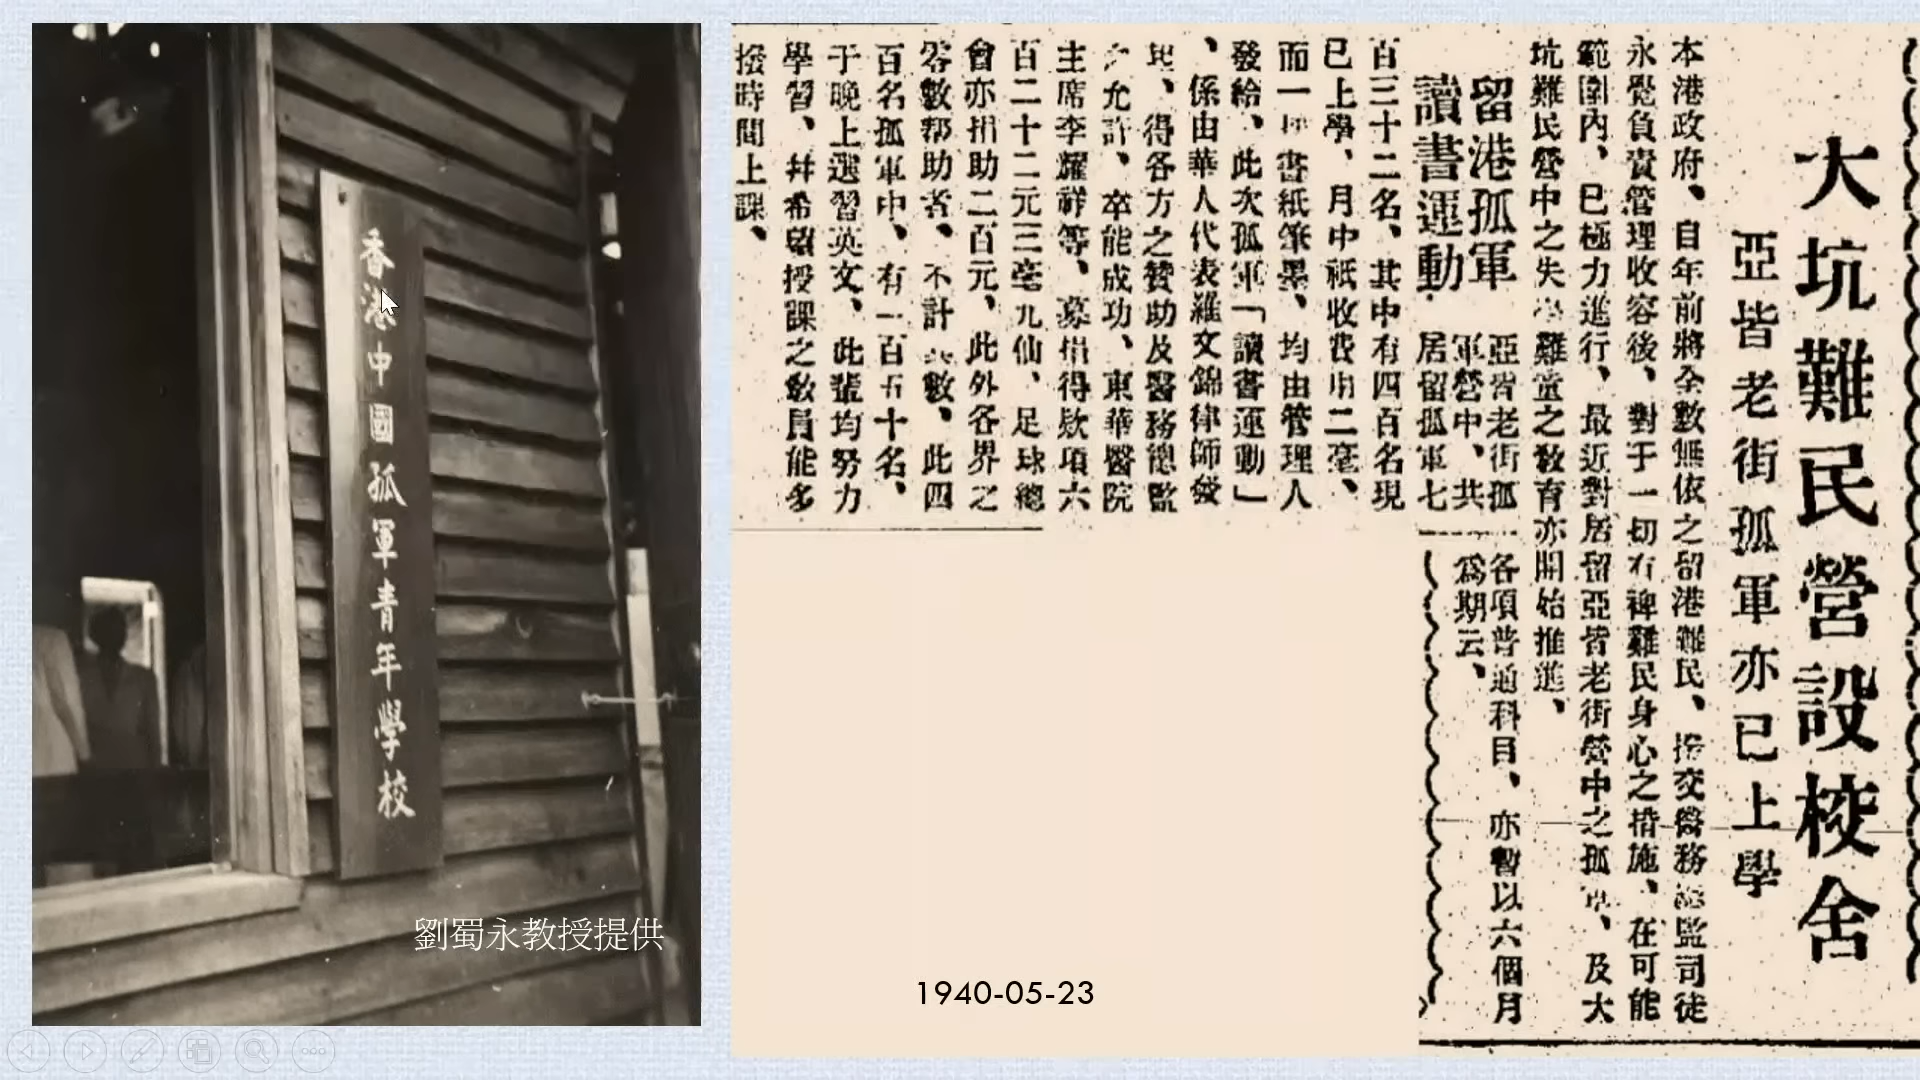 香港中國孤軍青年學校
劉蜀永教授提供
大坑難民營設校舍
亞皆老街孤軍亦已上學
本港政府、自年前將全數無依之留港難民、撥交醫務總監司徒
永覺負責管理收容後、對于一切有裨難民身心之措施、在可能
範圍內、已極力進行、最近對居留亞皆老街營中之孤軍、及大
坑難民營中之失學難童之教育亦開始推進、
留港孤軍
讀書運動
亞皆老街孤
軍營中、共
居留孤軍七
百三十二名、其中有四百名現
已上學、月中祇收費用二毫、
而一切書紙筆墨、均由管理人
發給、此次孤軍「讀書運動」
、係由華人代表羅文錦律師發
起、得各方之贊助及醫務總監
之允許、卒能成功、東華醫院
主席李耀祥等、募捐得欵項六
百二十二元三毫九仙、足球總
會亦捐助二百元、此外各界之
零數帮助者、不計其數、此四
百名孤軍中、有一百五十名、
于晚上選習英文、此輩均努力
學習、幷希望授課之敎員能多
撥時間上課、
各項普通科目、亦暫以六個月
爲期云、
1940-05-23